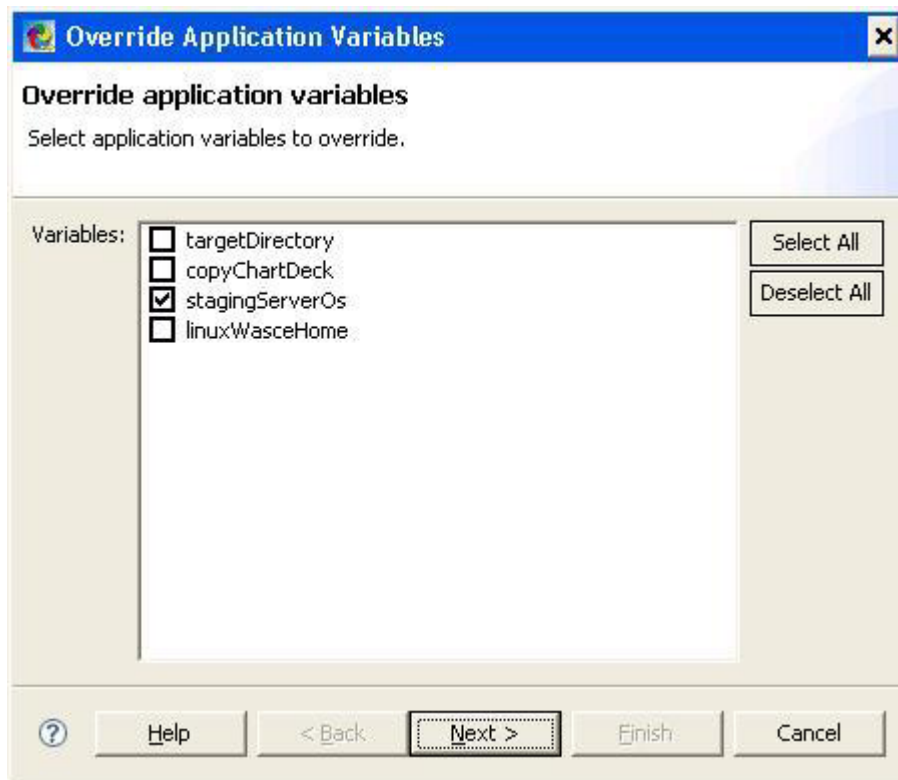 Override Application Variables
Override application variables
Select application variables to override.
Variables:
targetDirectory
copyChartDeck
stagingServerOs
linuxWasceHome
Select All
Deselect All
Help
< Back
Next >
Finish
Cancel